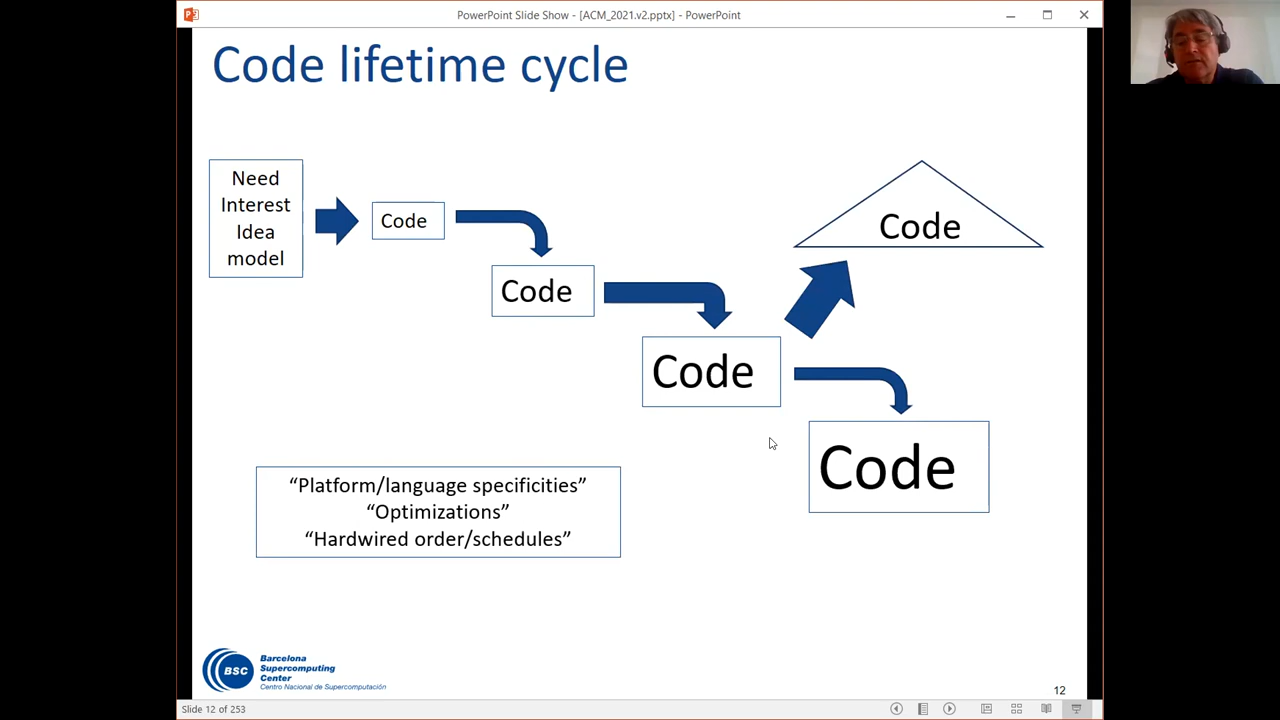 PowerPoint Slide Show - [ACM_2021.v2.pptx] - PowerPoint
Code lifetime cycle
Need
Interest
Idea
model
Code
Code
Code
Code
Code
“Platform/language specificities”
“Optimizations”
“Hardwired order/schedules”
BSC
Barcelona
Supercomputing
Center
Centro Nacional de Supercomputación
12
Slide 12 of 253